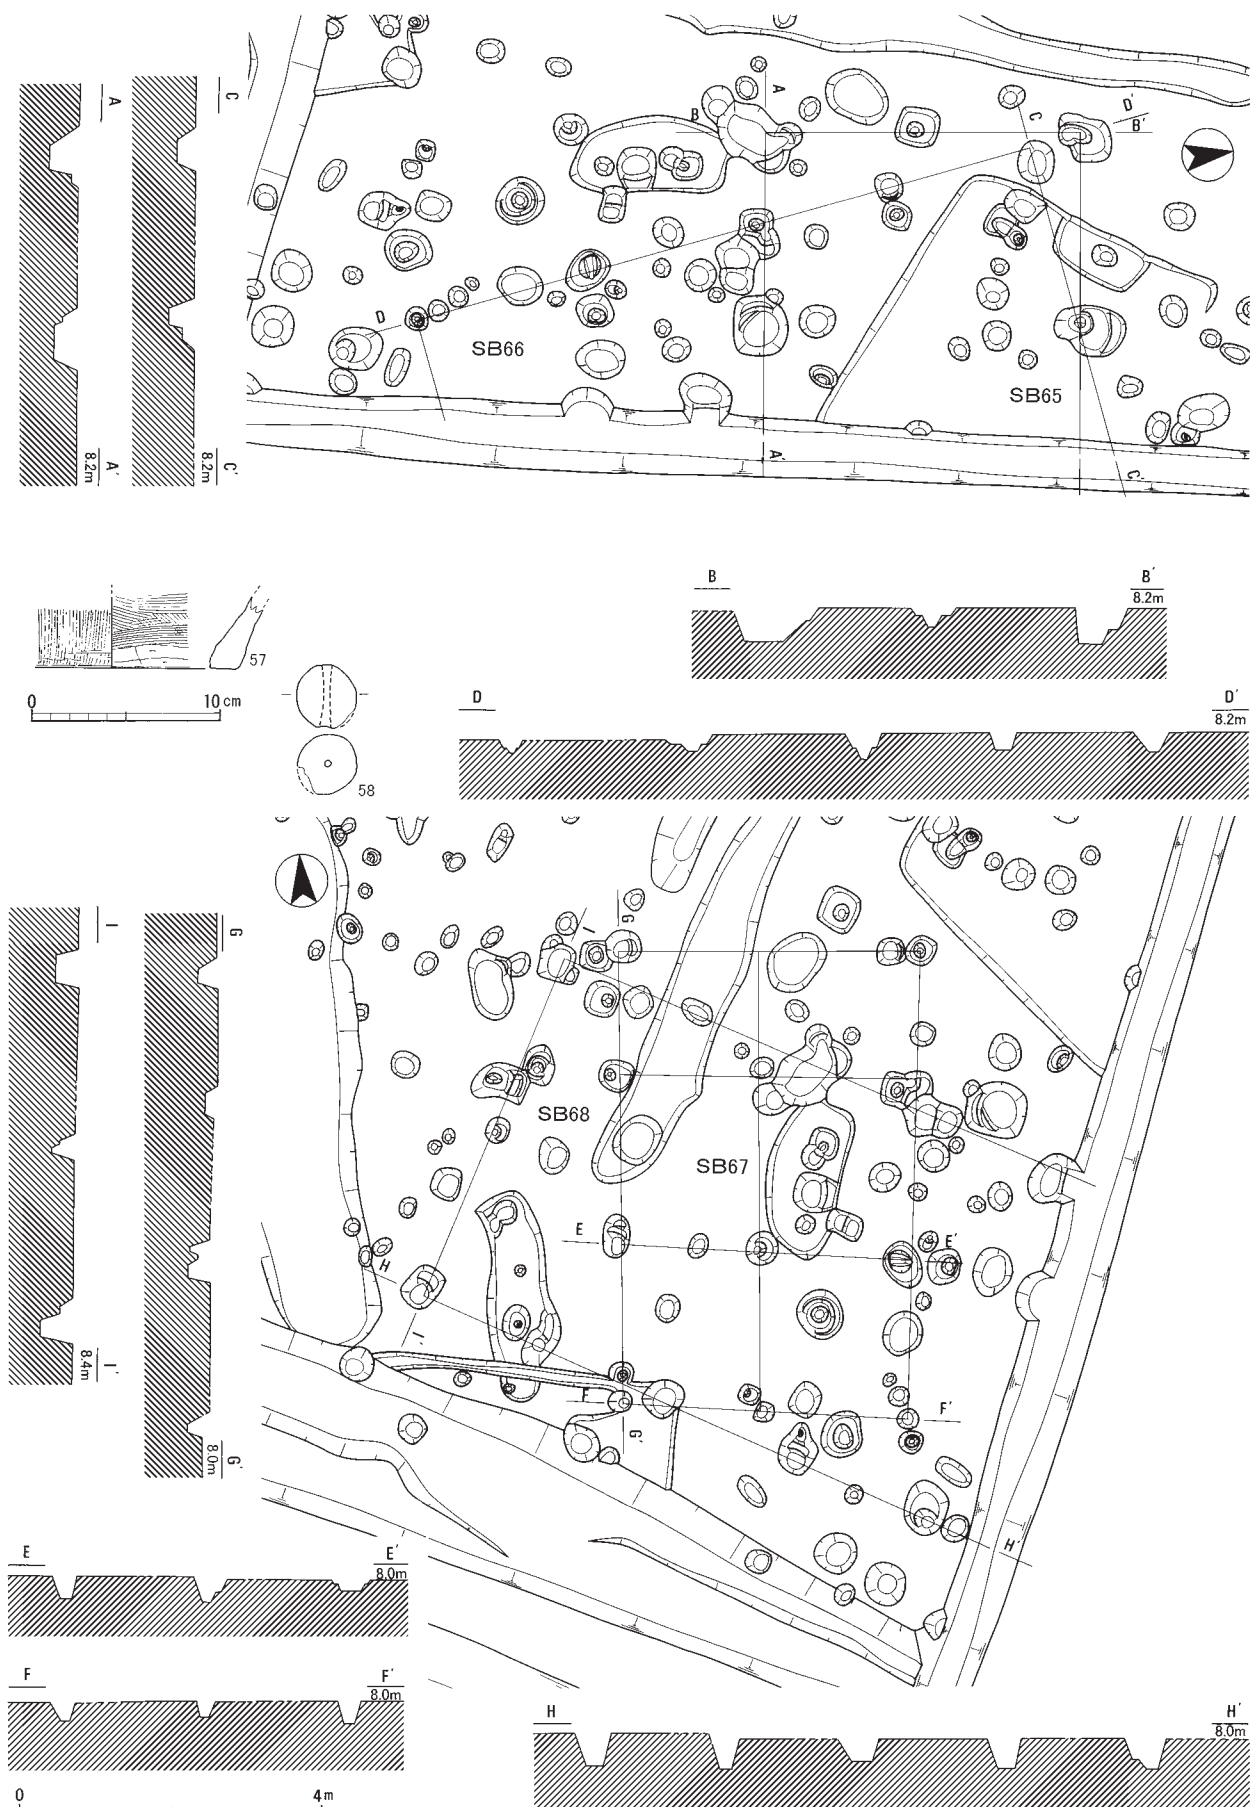 A
C
A
B
C
D'
B'
D
SB66
SB65
8.2m
A'
8.2m
C'
A'
C'
B
B'
8.2m
57
0
10cm
D
D'
8.2m
58
I
G
I
G
SB68
SB67
E
E'
H
I'
8.4m
I'
F
F'
G'
8.0m
G'
H'
E
E'
8.0m
F
F'
8.0m
H
H'
8.0m
0
4m